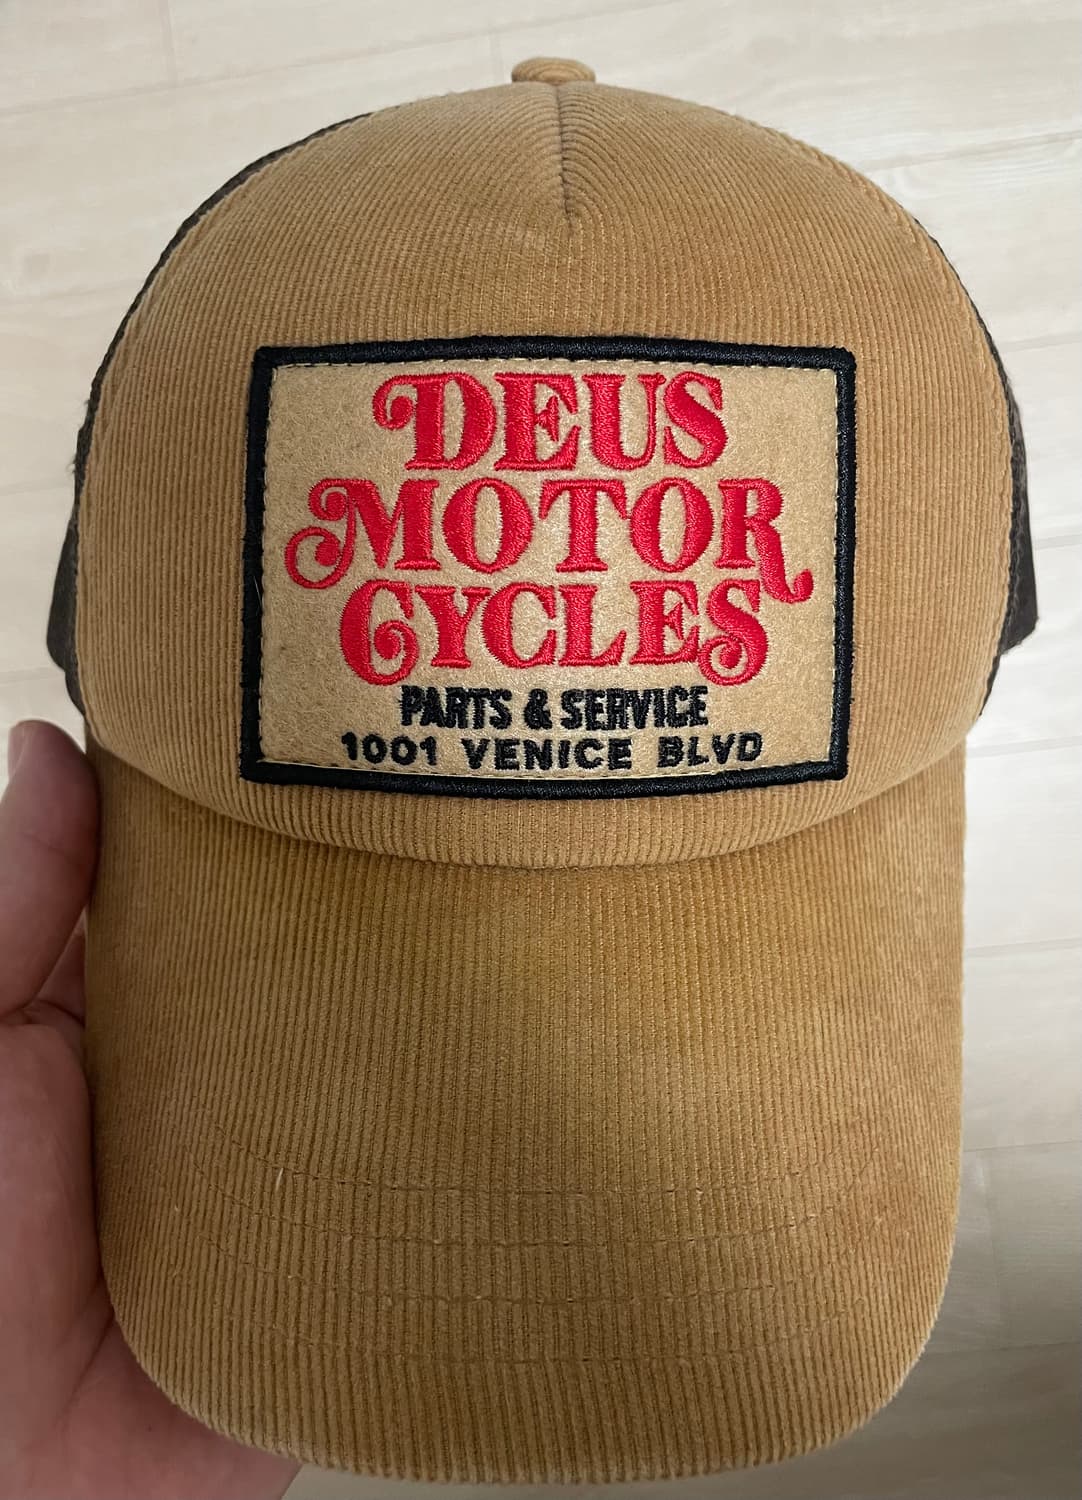 DEUS
MOTOR
CYCLES
PARTS & SERVICE
1001 VENICE BLVD